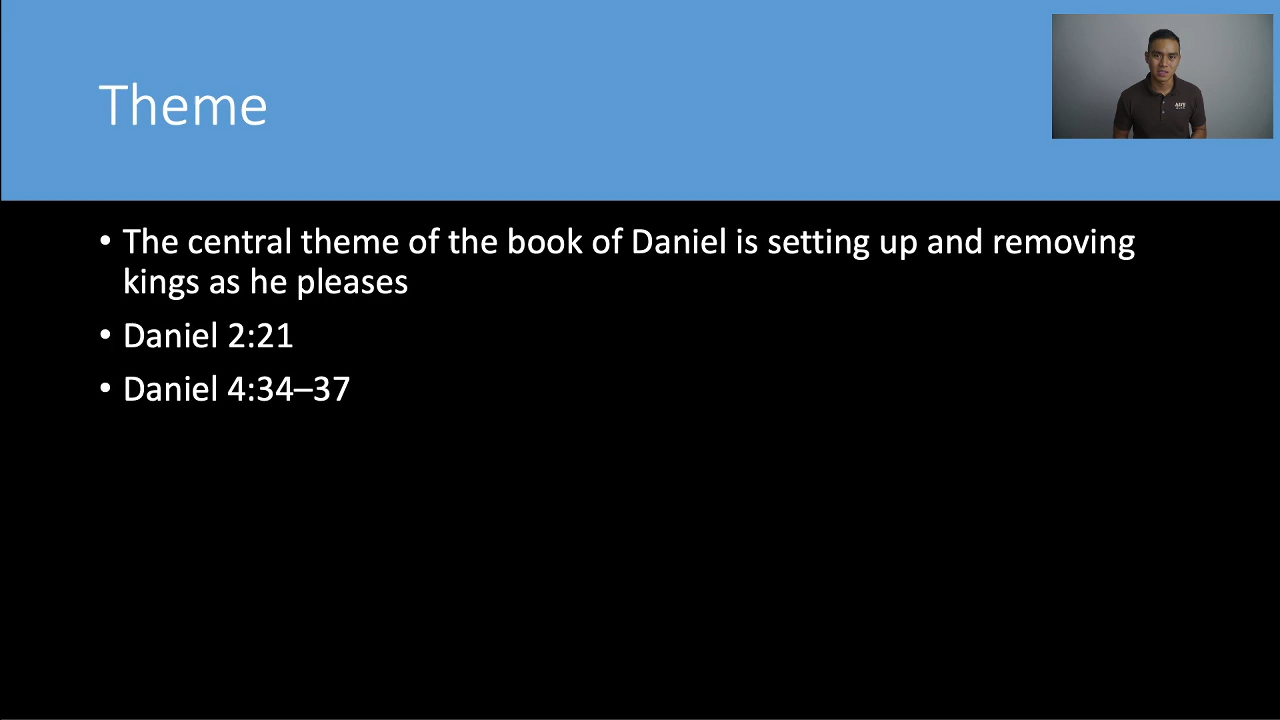 Theme
• The central theme of the book of Daniel is setting up and removing
kings as he pleases
• Daniel 2:21
• Daniel 4:34–37